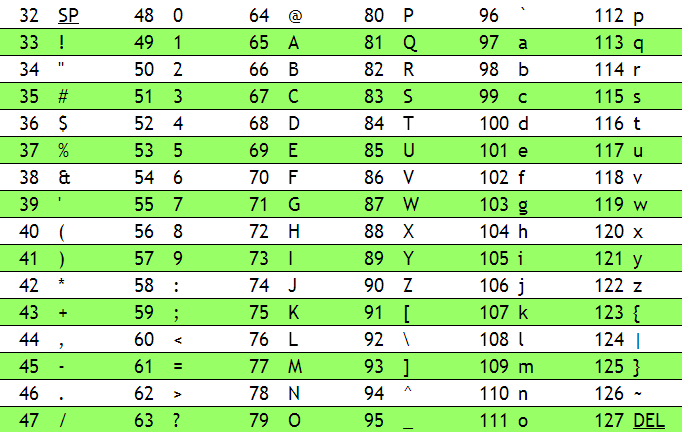 32 SP 48 0 64 @ 80 P 96 ` 112 p
33 ! 49 1 65 A 81 Q 97 a 113 q
34 " 50 2 66 B 82 R 98 b 114 r
35 # 51 3 67 C 83 S 99 c 115 s
36 $ 52 4 68 D 84 T 100 d 116 t
37 % 53 5 69 E 85 U 101 e 117 u
38 & 54 6 70 F 86 V 102 f 118 v
39 ' 55 7 71 G 87 W 103 g 119 w
40 ( 56 8 72 H 88 X 104 h 120 x
41 ) 57 9 73 I 89 Y 105 i 121 y
42 * 58 : 74 J 90 Z 106 j 122 z
43 + 59 ; 75 K 91 [ 107 k 123 {
44 , 60 < 76 L 92 \ 108 l 124 |
45 - 61 = 77 M 93 ] 109 m 125 }
46 . 62 > 78 N 94 ^ 110 n 126 ~
47 / 63 ? 79 O 95 _ 111 o 127 DEL